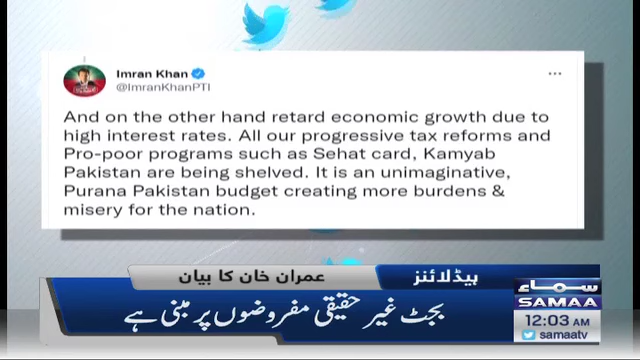 Imran Khan
@ImranKhanPTI
And on the other hand retard economic growth due to
high interest rates. All our progressive tax reforms and
Pro-poor programs such as Sehat card, Kamyab
Pakistan are being shelved. It is an unimaginative,
Purana Pakistan budget creating more burdens &
misery for the nation.
ہیڈلائنز
عمران خان کا بیان
بجٹ غیر حقیقی مفروضوں پر مبنی ہے
سماء
SAMAA
12:03 AM
samaatv